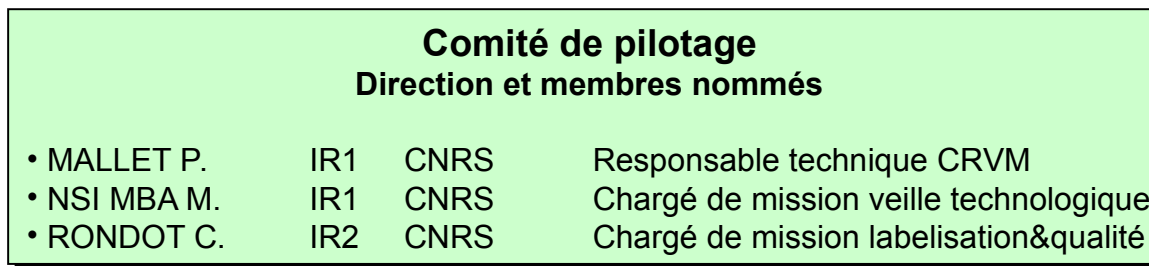 Comité de pilotage
Direction et membres nommés
• MALLET P. IR1 CNRS Responsable technique CRVM
• NSI MBA M. IR1 CNRS Chargé de mission veille technologique
• RONDOT C. IR2 CNRS Chargé de mission labelisation&qualité